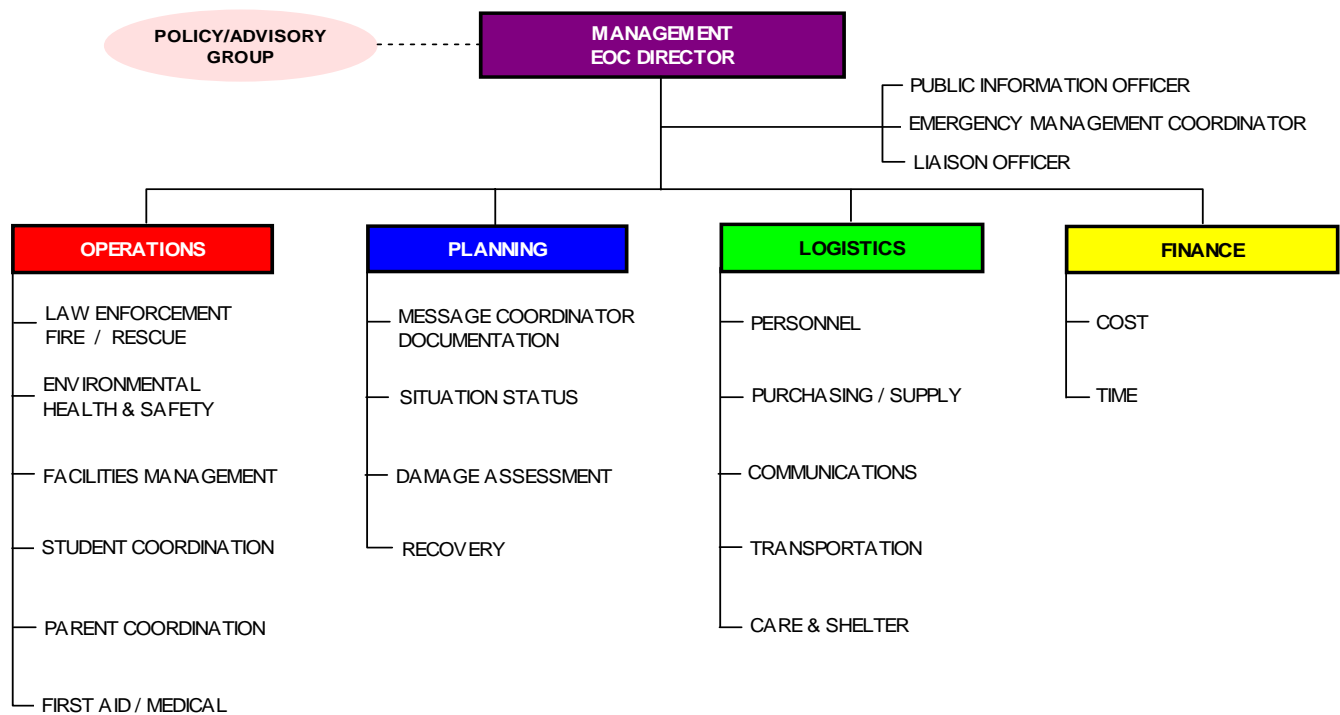 POLICY/ADVISORY
GROUP
MANAGEMENT
EOC DIRECTOR
PUBLIC INFORMATION OFFICER
EMERGENCY MANAGEMENT COORDINATOR
LIAISON OFFICER
OPERATIONS
LAW ENFORCEMENT
FIRE / RESCUE
ENVIRONMENTAL
HEALTH & SAFETY
FACILITIES MANAGEMENT
STUDENT COORDINATION
PARENT COORDINATION
FIRST AID / MEDICAL
PLANNING
MESSAGE COORDINATOR
DOCUMENTATION
SITUATION STATUS
DAMAGE ASSESSMENT
RECOVERY
LOGISTICS
PERSONNEL
PURCHASING / SUPPLY
COMMUNICATIONS
TRANSPORTATION
CARE & SHELTER
FINANCE
COST
TIME